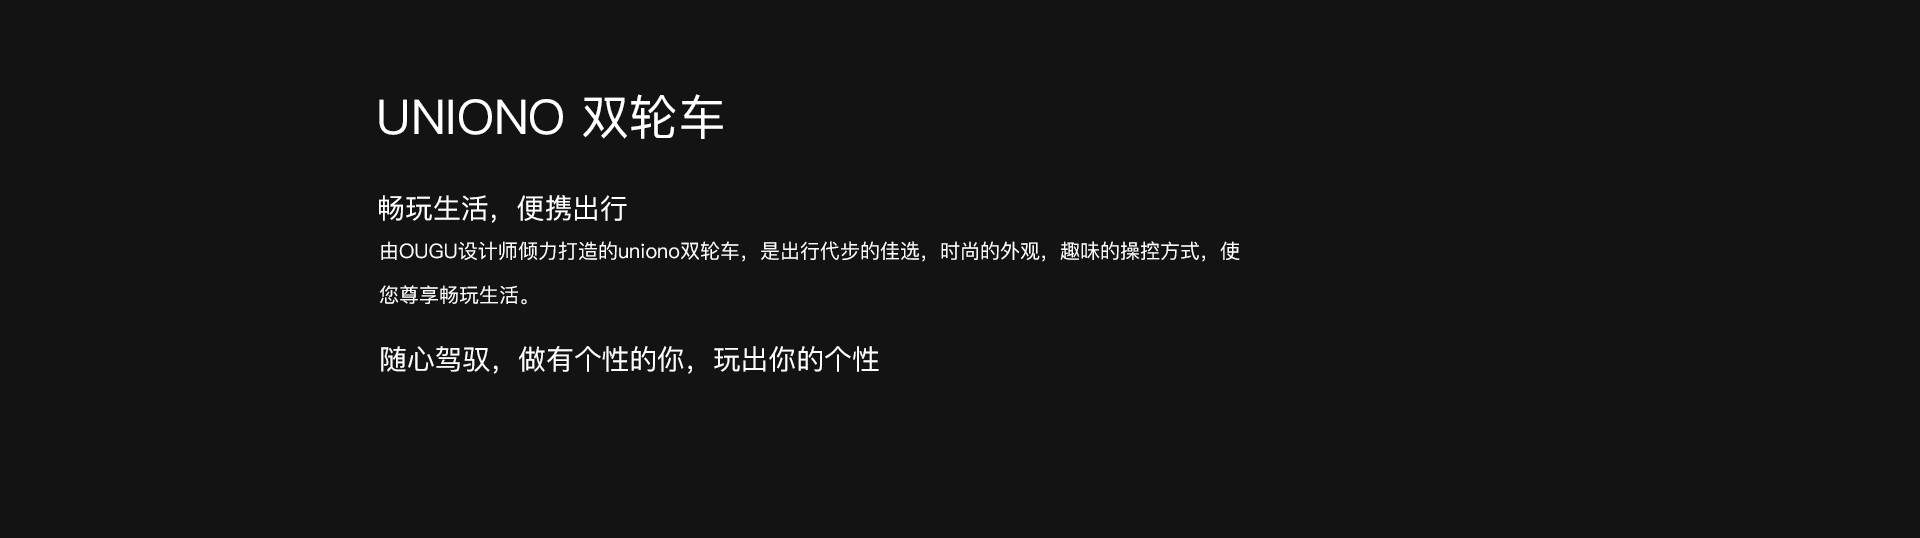 UNIONO 双轮车
畅玩生活，便携出行
由OUGU设计师倾力打造的uniono双轮车，是出行代步的佳选，时尚的外观，趣味的操控方式，使
您尊享畅玩生活。
随心驾驭，做有个性的你，玩出你的个性